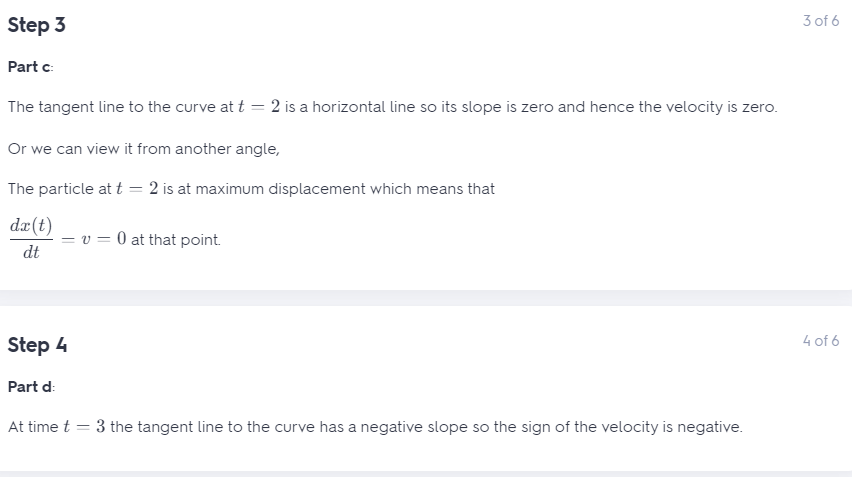 Step 3
3 of 6
Part c:
The tangent line to the curve at t = 2 is a horizontal line so its slope is zero and hence the velocity is zero.
Or we can view it from another angle,
The particle at t = 2 is at maximum displacement which means that
dx(t)/dt = v = 0 at that point.
Step 4
4 of 6
Part d:
At time t = 3 the tangent line to the curve has a negative slope so the sign of the velocity is negative.